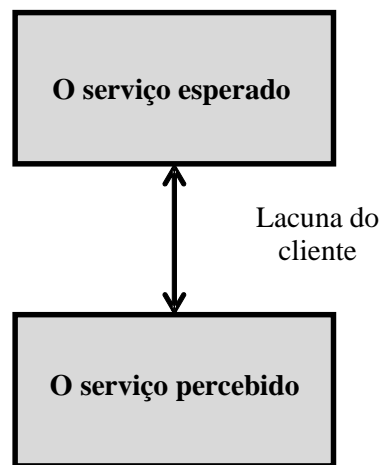 O serviço esperado
Lacuna do
cliente
O serviço percebido